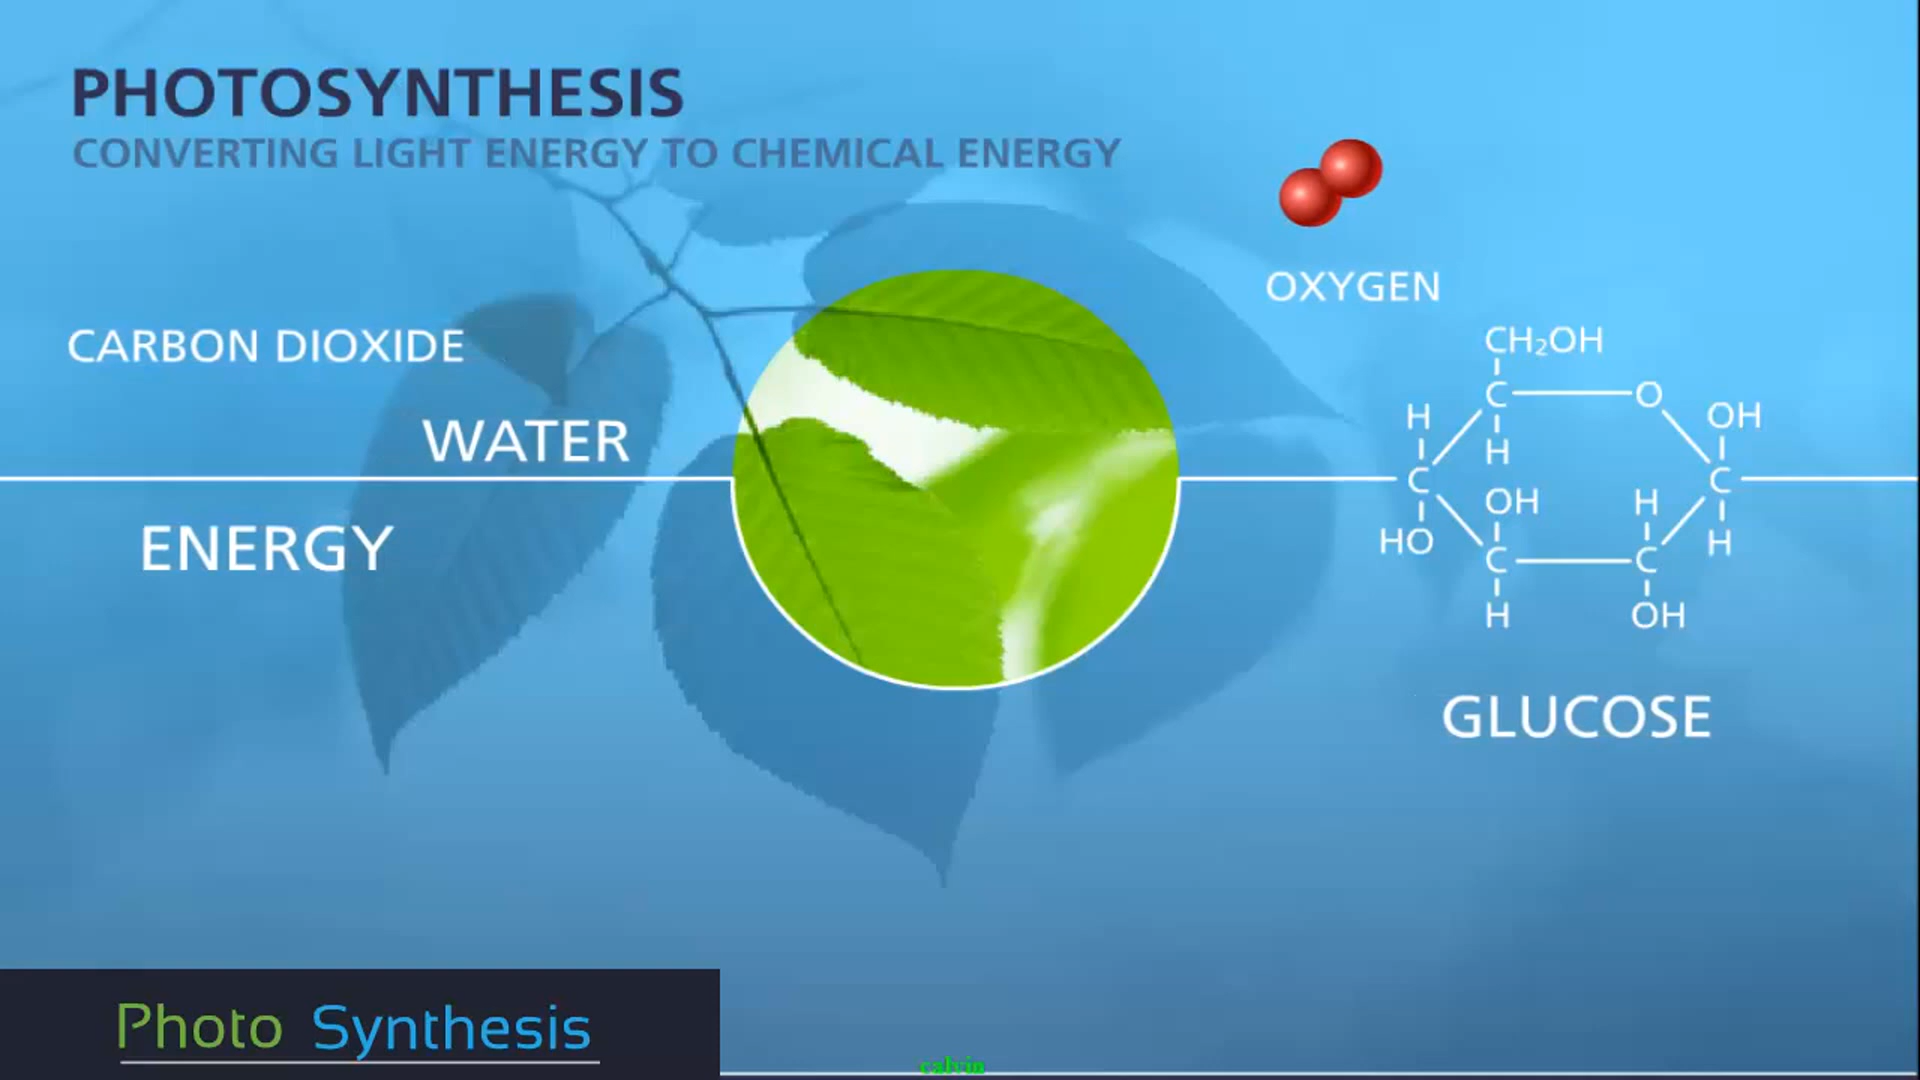 PHOTOSYNTHESIS
CONVERTING LIGHT ENERGY TO CHEMICAL ENERGY
OXYGEN
CARBON DIOXIDE
WATER
ENERGY
CH₂OH
C O
H OH
H
C C
OH H
HO H
C C
H OH
GLUCOSE
Photo Synthesis
calvin